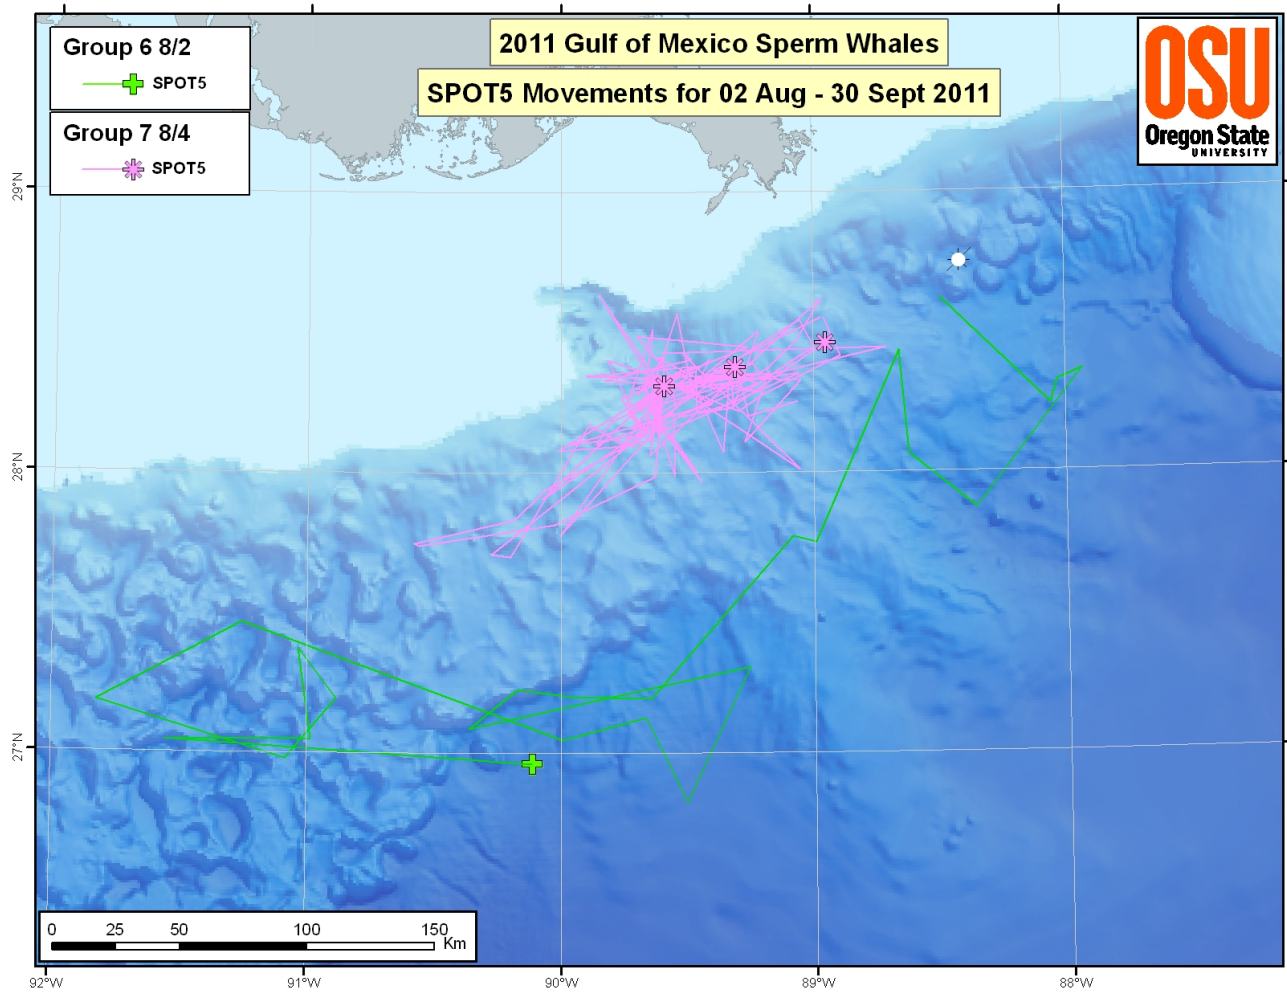 Group 6 8/2
SPOT5
Group 7 8/4
SPOT5
2011 Gulf of Mexico Sperm Whales
SPOT5 Movements for 02 Aug - 30 Sept 2011
OSU
Oregon State
UNIVERSITY
29°N
28°N
27°N
0 25 50 100 150
Km
92°W 91°W 90°W 89°W 88°W